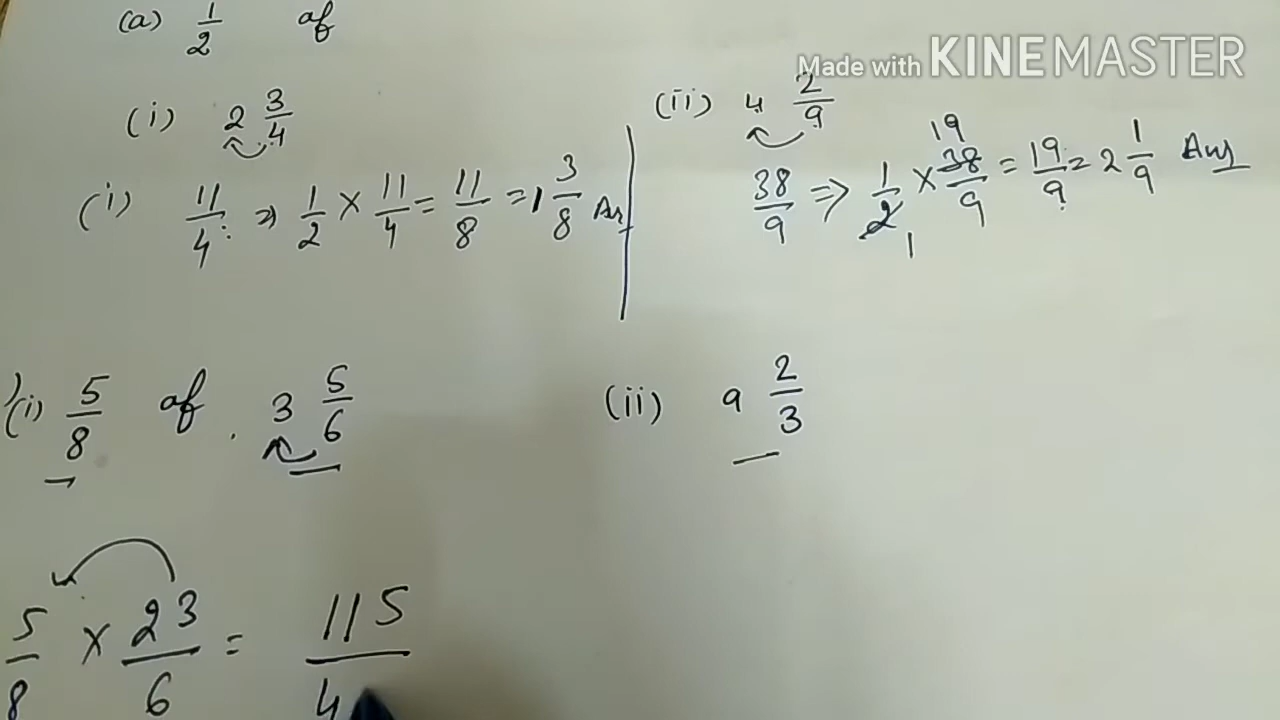 (a) 1/2 of
Made with KINEMASTER
(i) 2 3/4
(ii) 4 2/9
(i) 11/4 => 1/2 × 11/4 = 11/8 = 1 3/8 Ans
38/9 => 1/2 × 38/9 = 19/9 = 2 1/9 Ans
19
1
)(i) 5/8 of 3 5/6
(ii) 9 2/3
5/8 × 23/6 = 115/4